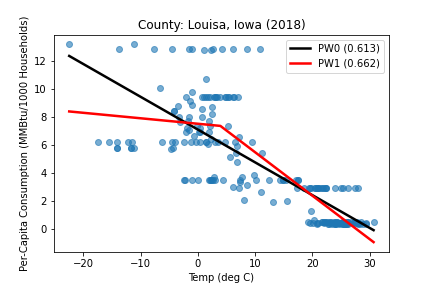 County: Louisa, Iowa (2018)
PW0 (0.613)
PW1 (0.662)
Per-Capita Consumption (MMBtu/1000 Households)
12
10
8
6
4
2
0
−20
−10
0
10
20
30
Temp (deg C)